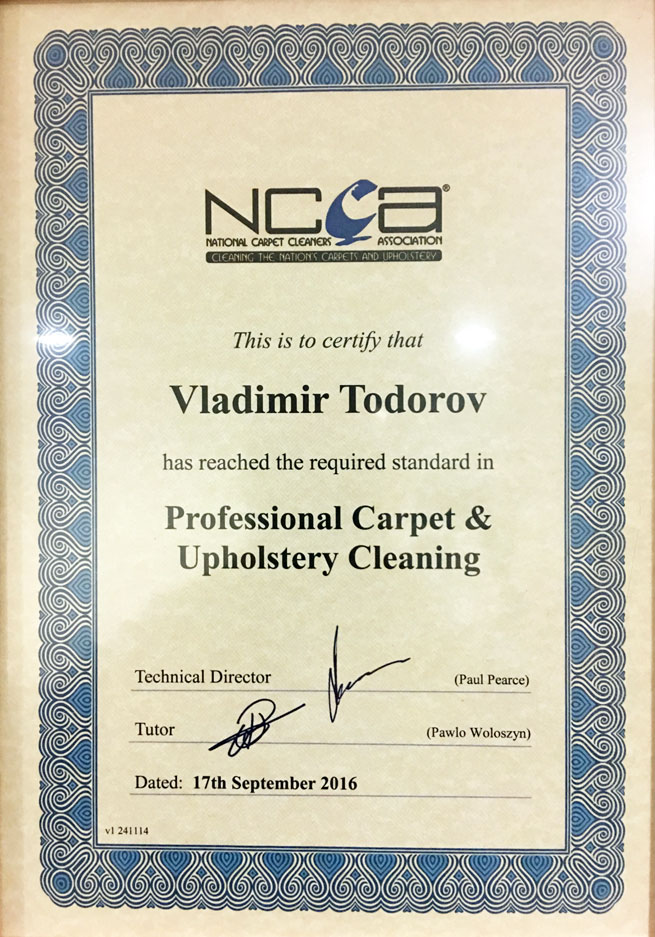 NCCA®
NATIONAL CARPET CLEANERS ASSOCIATION
CLEANING THE NATION'S CARPETS AND UPHOLSTERY
This is to certify that
Vladimir Todorov
has reached the required standard in
Professional Carpet &
Upholstery Cleaning
Technical Director (Paul Pearce)
Tutor (Pawlo Woloszyn)
Dated: 17th September 2016
v1 241114